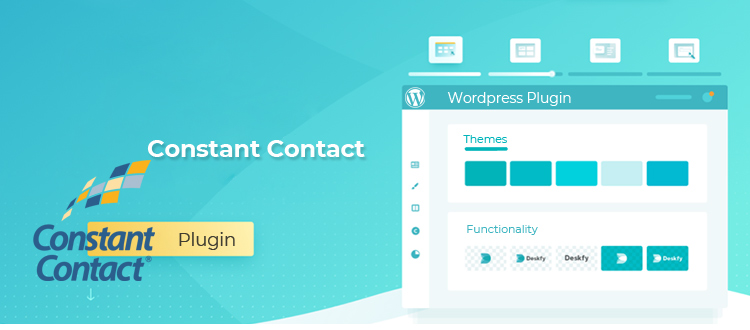 Constant Contact
Constant
Contact®
Plugin
Wordpress Plugin
Themes
Functionality
Deskfy
Deskfy
Deskfy